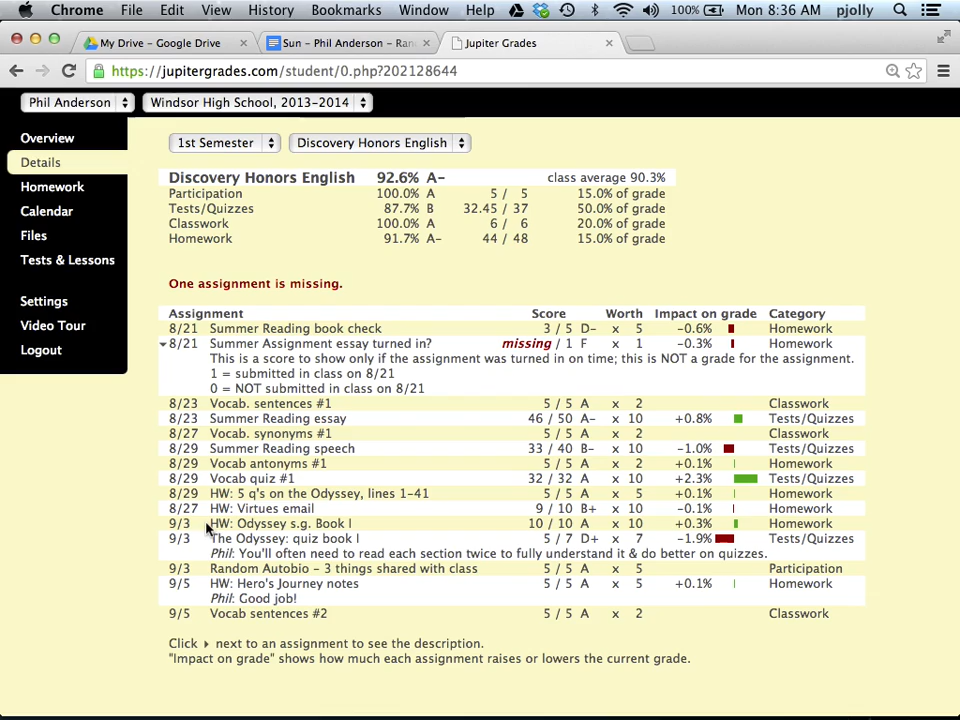 Chrome File Edit View History Bookmarks Window Help 100% Mon 8:36 AM pjolly
My Drive – Google Drive
Sun – Phil Anderson – Ran
Jupiter Grades
https://jupitergrades.com/student/0.php?202128644
Phil Anderson
Windsor High School, 2013-2014
Overview
Details
Homework
Calendar
Files
Tests & Lessons
Settings
Video Tour
Logout
1st Semester
Discovery Honors English
Discovery Honors English 92.6% A- class average 90.3%
Participation 100.0% A 5 / 5 15.0% of grade
Tests/Quizzes 87.7% B 32.45 / 37 50.0% of grade
Classwork 100.0% A 6 / 6 20.0% of grade
Homework 91.7% A- 44 / 48 15.0% of grade
One assignment is missing.
Assignment Score Worth Impact on grade Category
8/21 Summer Reading book check 3 / 5 D- x 5 -0.6% Homework
8/21 Summer Assignment essay turned in? missing / 1 F x 1 -0.3% Homework
This is a score to show only if the assignment was turned in on time; this is NOT a grade for the assignment.
1 = submitted in class on 8/21
0 = NOT submitted in class on 8/21
8/23 Vocab. sentences #1 5 / 5 A x 2 Classwork
8/23 Summer Reading essay 46 / 50 A- x 10 +0.8% Tests/Quizzes
8/27 Vocab. synonyms #1 5 / 5 A x 2 Classwork
8/29 Summer Reading speech 33 / 40 B- x 10 -1.0% Tests/Quizzes
8/29 Vocab antonyms #1 5 / 5 A x 2 +0.1% Homework
8/29 Vocab quiz #1 32 / 32 A x 10 +2.3% Tests/Quizzes
8/29 HW: 5 q's on the Odyssey, lines 1-41 5 / 5 A x 5 +0.1% Homework
8/27 HW: Virtues email 9 / 10 B+ x 10 -0.1% Homework
9/3 HW: Odyssey s.g. Book I 10 / 10 A x 10 +0.3% Homework
9/3 The Odyssey: quiz book I 5 / 7 D+ x 7 -1.9% Tests/Quizzes
Phil: You'll often need to read each section twice to fully understand it & do better on quizzes.
9/3 Random Autobio - 3 things shared with class 5 / 5 A x 5 Participation
9/5 HW: Hero's Journey notes 5 / 5 A x 5 +0.1% Homework
Phil: Good job!
9/5 Vocab sentences #2 5 / 5 A x 2 Classwork
Click next to an assignment to see the description.
"Impact on grade" shows how much each assignment raises or lowers the current grade.